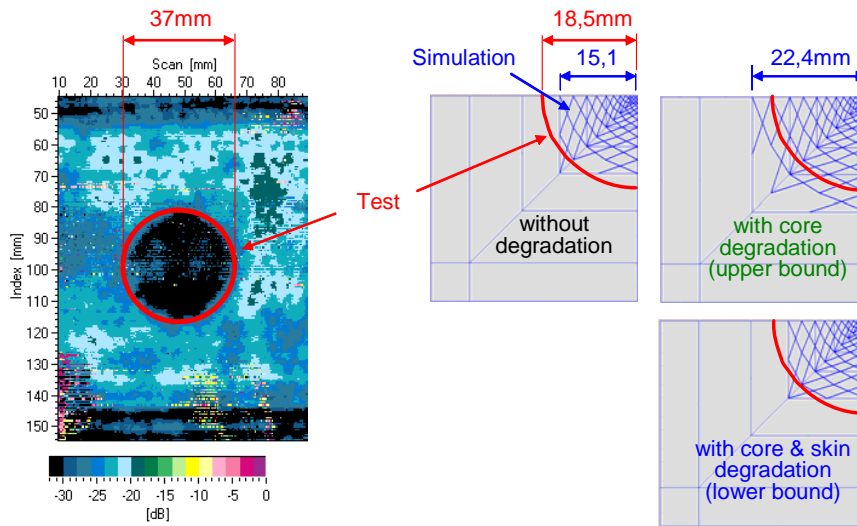 37mm
Scan [mm]
10 20 30 40 50 60 70 80
Index [mm]
50
60
70
80
90
100
110
120
130
140
150
-30 -25 -20 -15 -10 -5 0
[dB]
Test
18,5mm
Simulation
15,1
without
degradation
22,4mm
with core
degradation
(upper bound)
with core & skin
degradation
(lower bound)